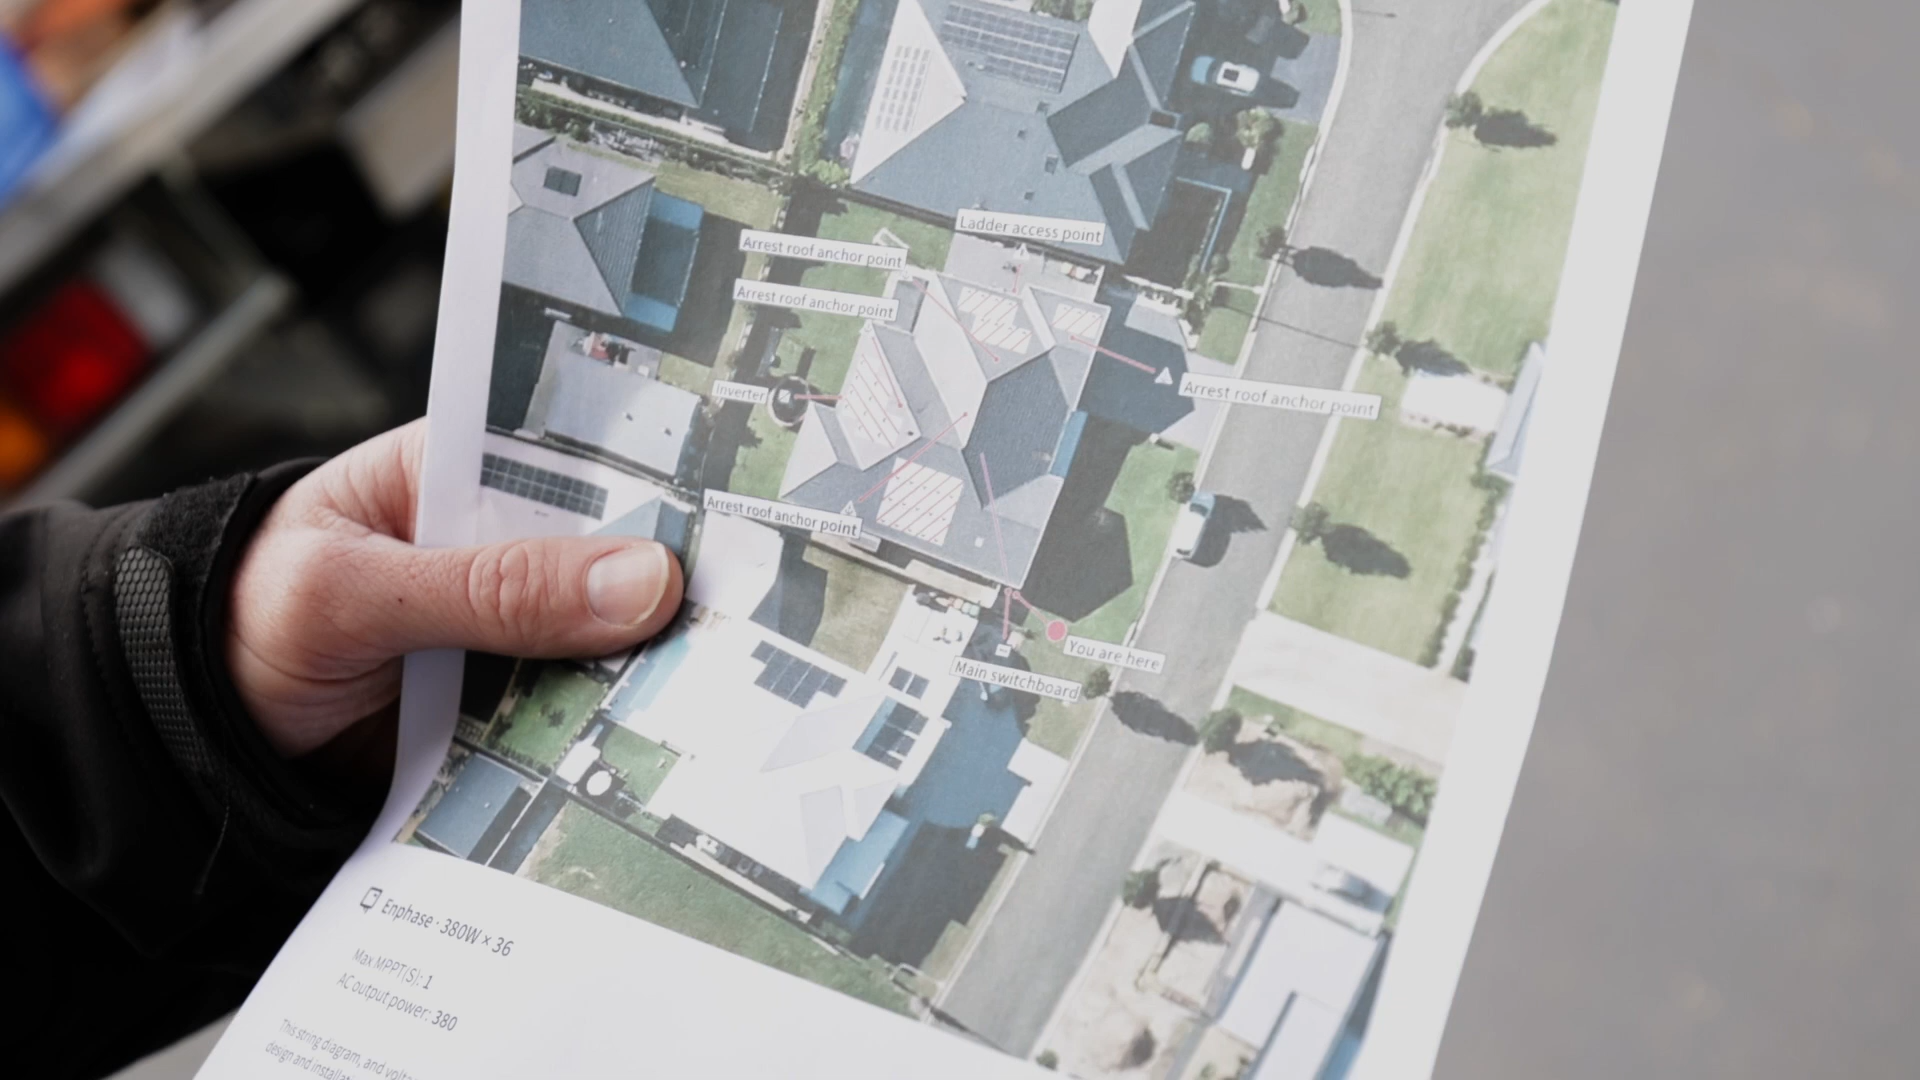 Ladder access point
Arrest roof anchor point
Arrest roof anchor point
Inverter
Arrest roof anchor point
Arrest roof anchor point
You are here
Main switchboard
Enphase · 380W × 36
Max MPPT(S): 1
AC output power: 380
This string diagram, and
design and